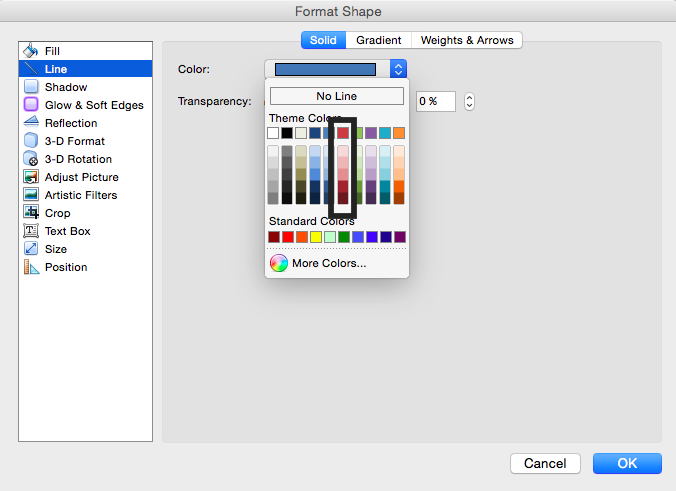 Format Shape
Fill
Line
Shadow
Glow & Soft Edges
Reflection
3-D Format
3-D Rotation
Adjust Picture
Artistic Filters
Crop
Text Box
Size
Position
Solid
Gradient
Weights & Arrows
Color:
Transparency:
0 %
No Line
Theme Colors
Standard Colors
More Colors...
Cancel
OK